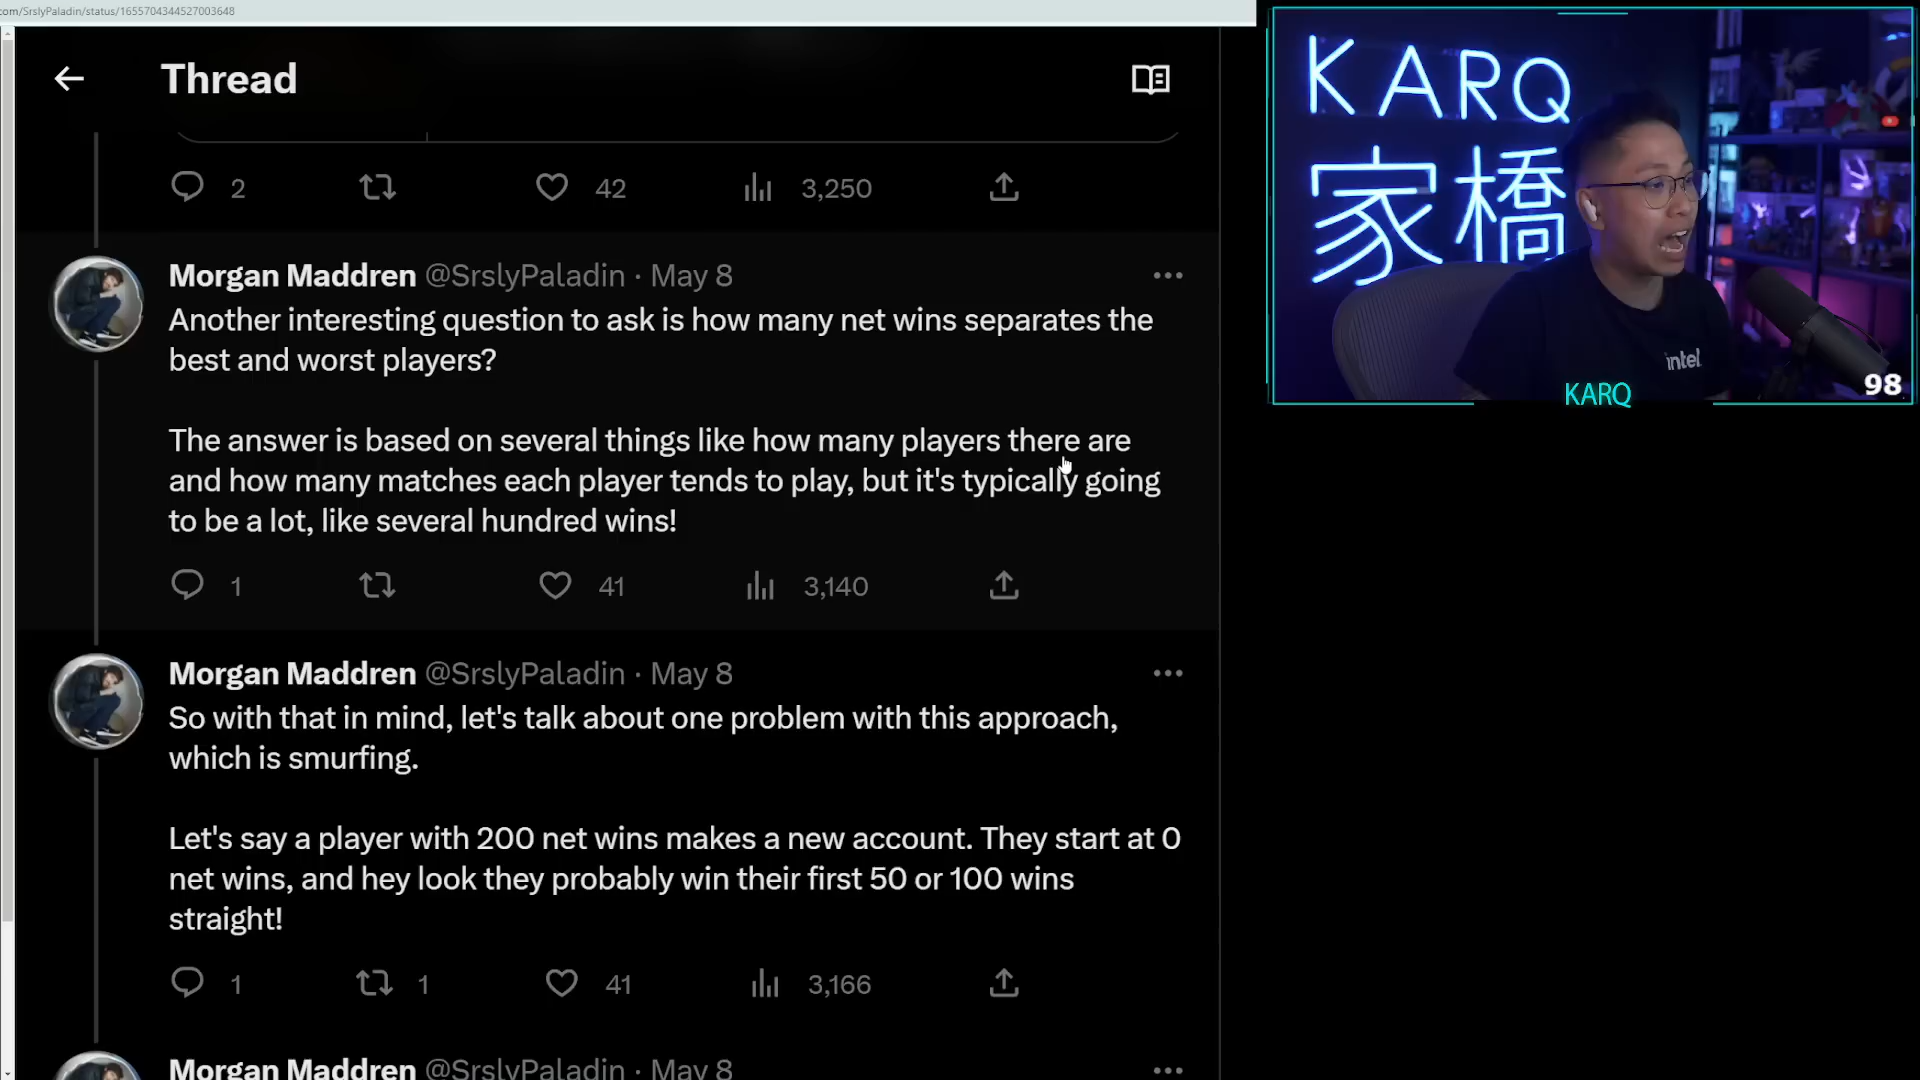 com/SrslyPaladin/status/1655704344527003648
Thread
2 42 3,250
Morgan Maddren @SrslyPaladin · May 8
Another interesting question to ask is how many net wins separates the
best and worst players?
The answer is based on several things like how many players there are
and how many matches each player tends to play, but it's typically going
to be a lot, like several hundred wins!
1 41 3,140
Morgan Maddren @SrslyPaladin · May 8
So with that in mind, let's talk about one problem with this approach,
which is smurfing.
Let's say a player with 200 net wins makes a new account. They start at 0
net wins, and hey look they probably win their first 50 or 100 wins
straight!
1 1 41 3,166
Morgan Maddren @SrslyPaladin · May 8
KARQ
家橋
intel
98
KARQ